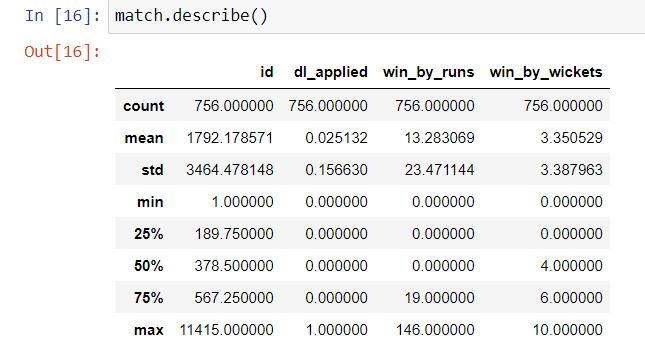 In [16]: match.describe()
Out[16]:
id dl_applied win_by_runs win_by_wickets
count 756.000000 756.000000 756.000000 756.000000
mean 1792.178571 0.025132 13.283069 3.350529
std 3464.478148 0.156630 23.471144 3.387963
min 1.000000 0.000000 0.000000 0.000000
25% 189.750000 0.000000 0.000000 0.000000
50% 378.500000 0.000000 0.000000 4.000000
75% 567.250000 0.000000 19.000000 6.000000
max 11415.000000 1.000000 146.000000 10.000000